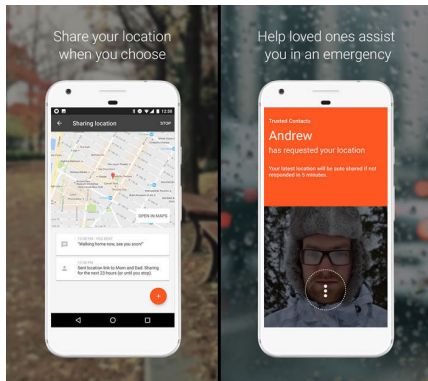 Share your location
when you choose
12:30
← Sharing location
STOP
OPEN IN MAPS
"Walking home now, see you soon!"
Sent location link to Mom and Dad. Sharing
for the next 23 hours (or until you stop).
+
Help loved ones assist
you in an emergency
Trusted Contacts
Andrew
has requested your location
Your latest location will be auto shared if not
responded in 5 minutes.